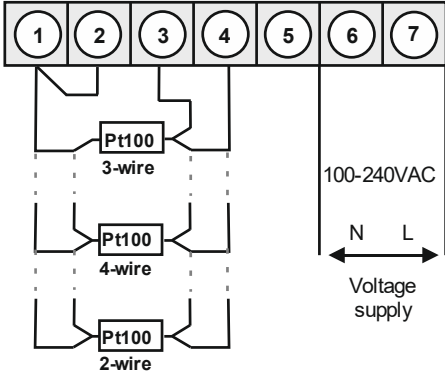 1 2 3 4 5 6 7
Pt100
3-wire
100-240VAC
N L
Pt100
4-wire
Voltage
supply
Pt100
2-wire